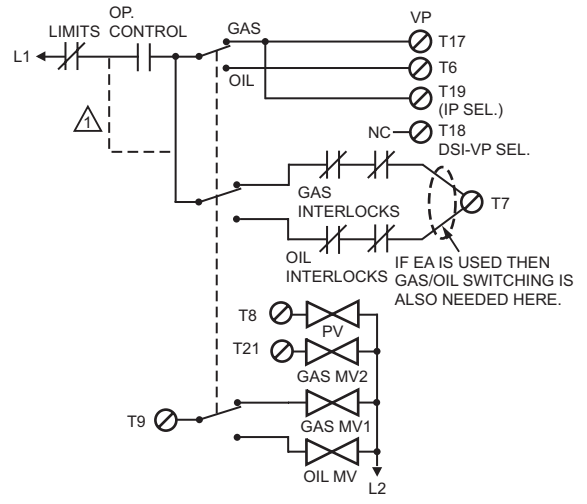 OP.
LIMITS CONTROL
GAS
VP
L1
T17
OIL
T6
T19
(IP SEL.)
1
NC
T18
DSI-VP SEL.
GAS
INTERLOCKS
T7
OIL
INTERLOCKS
IF EA IS USED THEN
GAS/OIL SWITCHING IS
ALSO NEEDED HERE.
T8
PV
T21
GAS MV2
T9
GAS MV1
OIL MV
L2